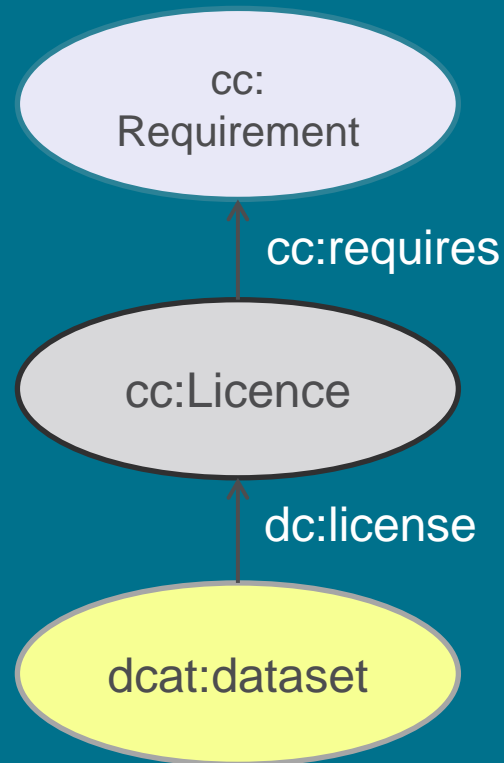 cc:
Requirement
cc:requires
cc:Licence
dc:license
dcat:dataset